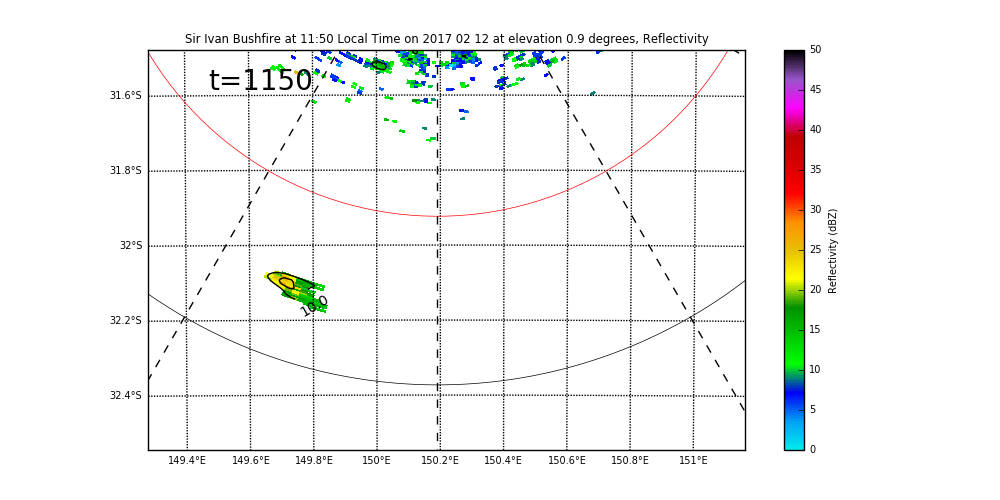 Sir Ivan Bushfire at 11:50 Local Time on 2017 02 12 at elevation 0.9 degrees, Reflectivity
t=1150
31.6°S
31.8°S
32°S
32.2°S
32.4°S
149.4°E 149.6°E 149.8°E 150°E 150.2°E 150.4°E 150.6°E 150.8°E 151°E
50
45
40
35
30
25
20
15
10
5
0
Reflectivity (dBZ)